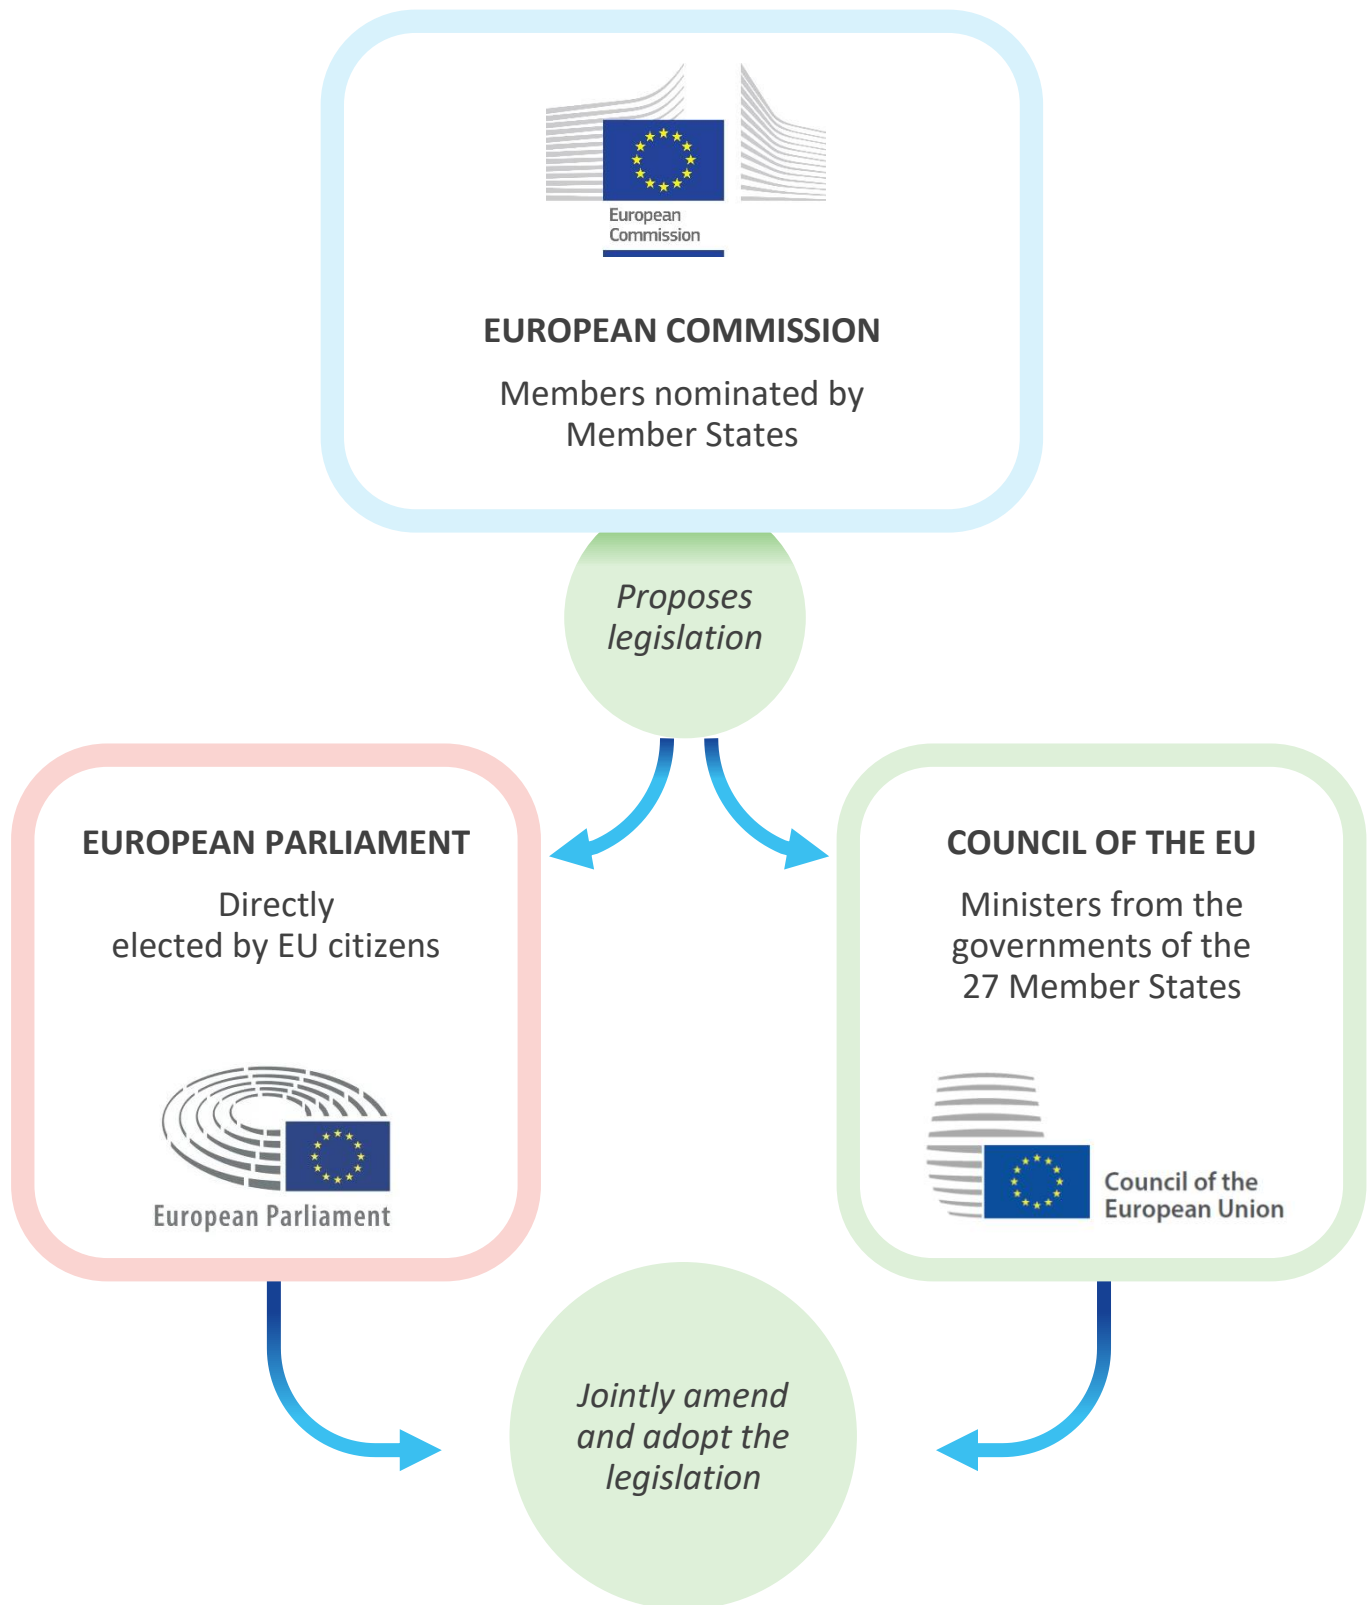 European
Commission
EUROPEAN COMMISSION
Members nominated by
Member States
Proposes
legislation
EUROPEAN PARLIAMENT
Directly
elected by EU citizens
European Parliament
COUNCIL OF THE EU
Ministers from the
governments of the
27 Member States
Council of the
European Union
Jointly amend
and adopt the
legislation